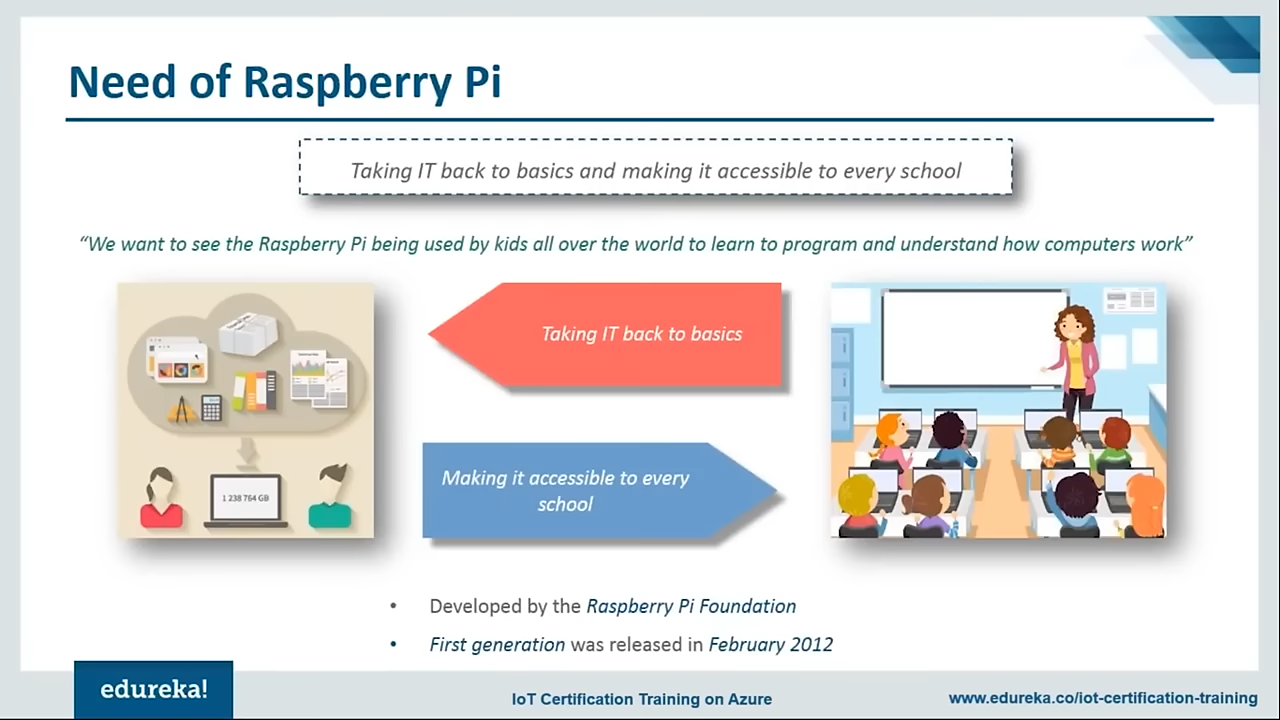 Need of Raspberry Pi
Taking IT back to basics and making it accessible to every school
“We want to see the Raspberry Pi being used by kids all over the world to learn to program and understand how computers work”
Taking IT back to basics
1 238 764 GB
Making it accessible to every
school
• Developed by the Raspberry Pi Foundation
• First generation was released in February 2012
edureka!
IoT Certification Training on Azure
www.edureka.co/iot-certification-training